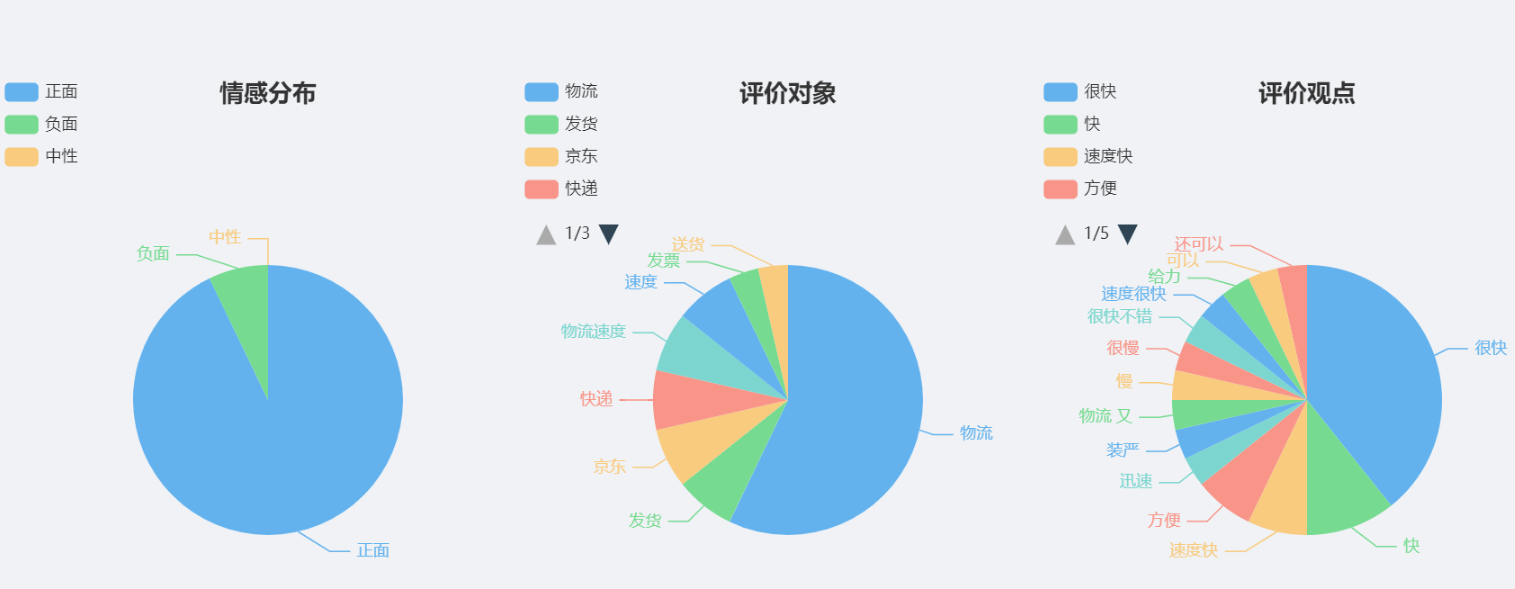 情感分布
正面
负面
中性
中性
负面
正面
评价对象
物流
发货
京东
快递
1/3
送货
发票
速度
物流速度
快递
京东
发货
物流
评价观点
很快
快
速度快
方便
1/5
还可以
可以
给力
速度很快
很快不错
很慢
慢
物流 又
装严
迅速
方便
速度快
快
很快